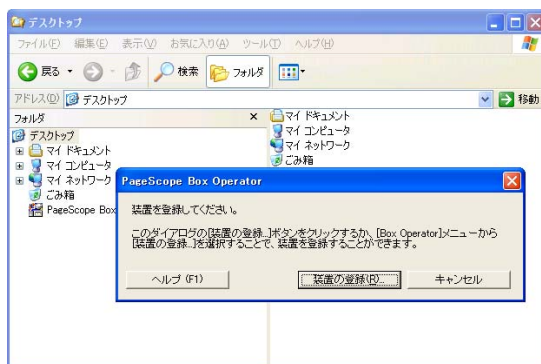 デスクトップ
ファイル(F) 編集(E) 表示(V) お気に入り(A) ツール(T) ヘルプ(H)
戻る 検索 フォルダ
アドレス(D) デスクトップ 移動
フォルダ
デスクトップ
マイ ドキュメント
マイ コンピュータ
マイ ネットワーク
ごみ箱
PageScope Box
マイ ドキュメント
マイ コンピュータ
マイ ネットワーク
ごみ箱
PageScope Box Operator
装置を登録してください。
このダイアログの[装置の登録...]ボタンをクリックするか、[Box Operator]メニューから
[装置の登録...]を選択することで、装置を登録することができます。
ヘルプ (F1) 装置の登録(R)... キャンセル